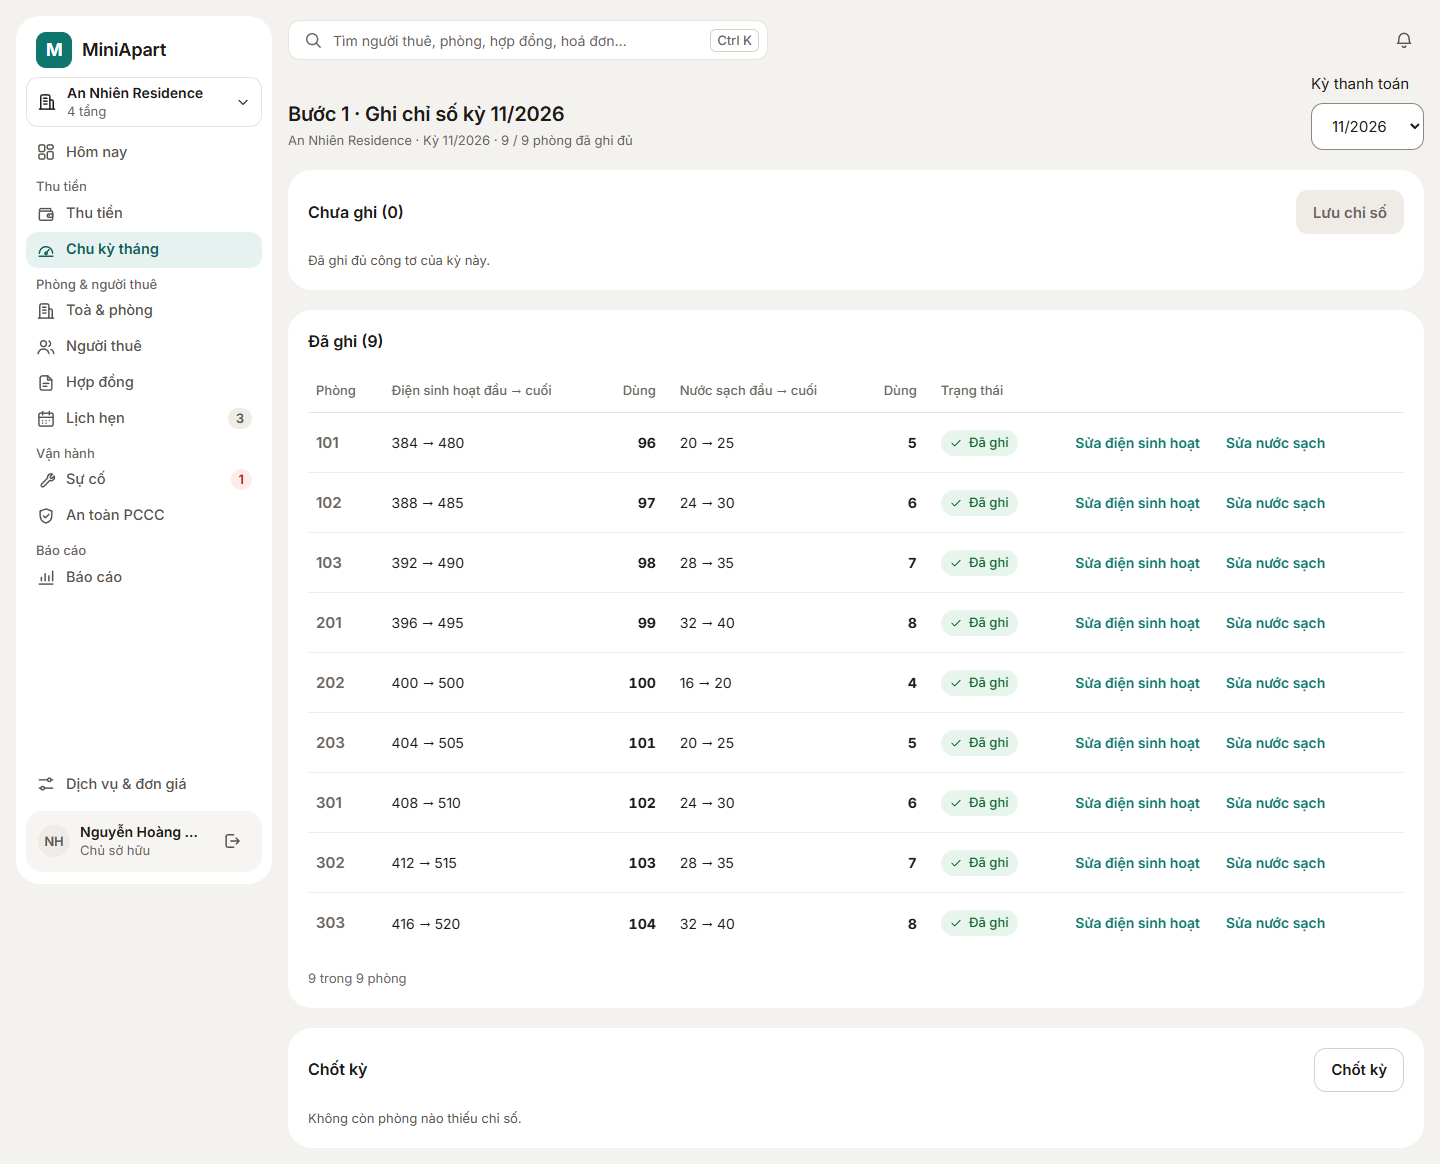 M MiniApart
An Nhiên Residence
4 tầng
Hôm nay
Thu tiền
Thu tiền
Chu kỳ tháng
Phòng & người thuê
Toà & phòng
Người thuê
Hợp đồng
Lịch hẹn 3
Vận hành
Sự cố 1
An toàn PCCC
Báo cáo
Báo cáo
Dịch vụ & đơn giá
NH Nguyễn Hoàng ...
Chủ sở hữu
Tìm người thuê, phòng, hợp đồng, hoá đơn... Ctrl K
Bước 1 · Ghi chỉ số kỳ 11/2026
An Nhiên Residence · Kỳ 11/2026 · 9 / 9 phòng đã ghi đủ
Kỳ thanh toán
11/2026
Chưa ghi (0) Lưu chỉ số
Đã ghi đủ công tơ của kỳ này.
Đã ghi (9)
Phòng Điện sinh hoạt đầu → cuối Dùng Nước sạch đầu → cuối Dùng Trạng thái
101 384 → 480 96 20 → 25 5 Đã ghi Sửa điện sinh hoạt Sửa nước sạch
102 388 → 485 97 24 → 30 6 Đã ghi Sửa điện sinh hoạt Sửa nước sạch
103 392 → 490 98 28 → 35 7 Đã ghi Sửa điện sinh hoạt Sửa nước sạch
201 396 → 495 99 32 → 40 8 Đã ghi Sửa điện sinh hoạt Sửa nước sạch
202 400 → 500 100 16 → 20 4 Đã ghi Sửa điện sinh hoạt Sửa nước sạch
203 404 → 505 101 20 → 25 5 Đã ghi Sửa điện sinh hoạt Sửa nước sạch
301 408 → 510 102 24 → 30 6 Đã ghi Sửa điện sinh hoạt Sửa nước sạch
302 412 → 515 103 28 → 35 7 Đã ghi Sửa điện sinh hoạt Sửa nước sạch
303 416 → 520 104 32 → 40 8 Đã ghi Sửa điện sinh hoạt Sửa nước sạch
9 trong 9 phòng
Chốt kỳ Chốt kỳ
Không còn phòng nào thiếu chỉ số.